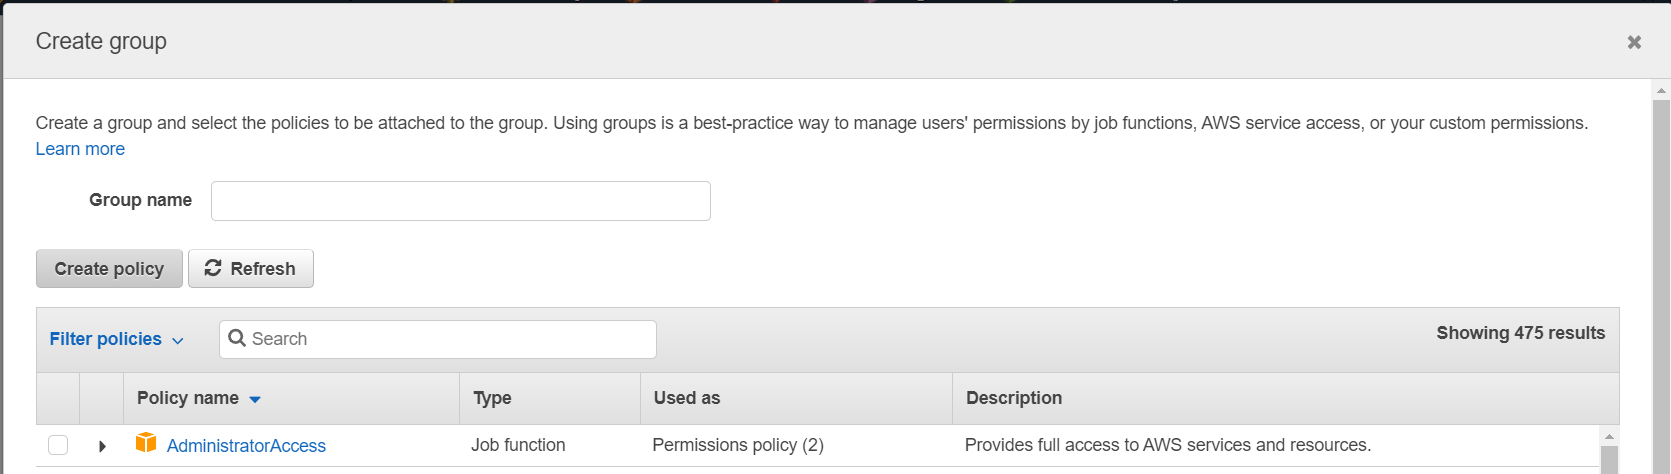 Create group
Create a group and select the policies to be attached to the group. Using groups is a best-practice way to manage users' permissions by job functions, AWS service access, or your custom permissions.
Learn more
Group name
Create policy Refresh
Filter policies Search Showing 475 results
Policy name Type Used as Description
AdministratorAccess Job function Permissions policy (2) Provides full access to AWS services and resources.